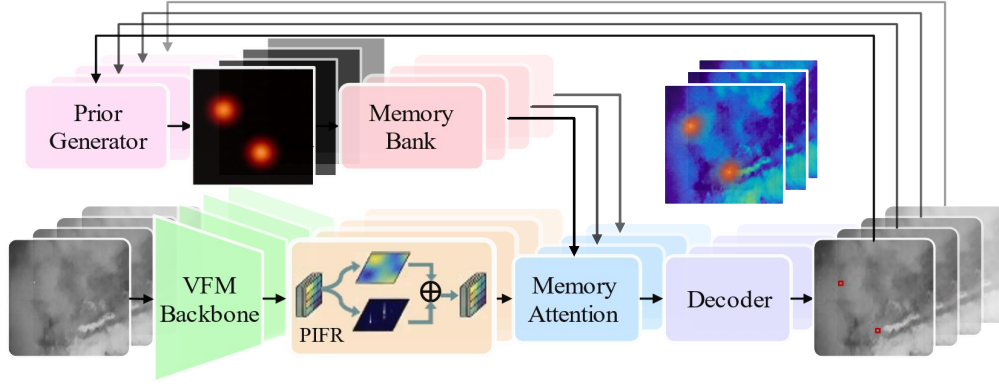 Prior
Generator
Memory
Bank
VFM
Backbone
PIFR
Memory
Attention
Decoder